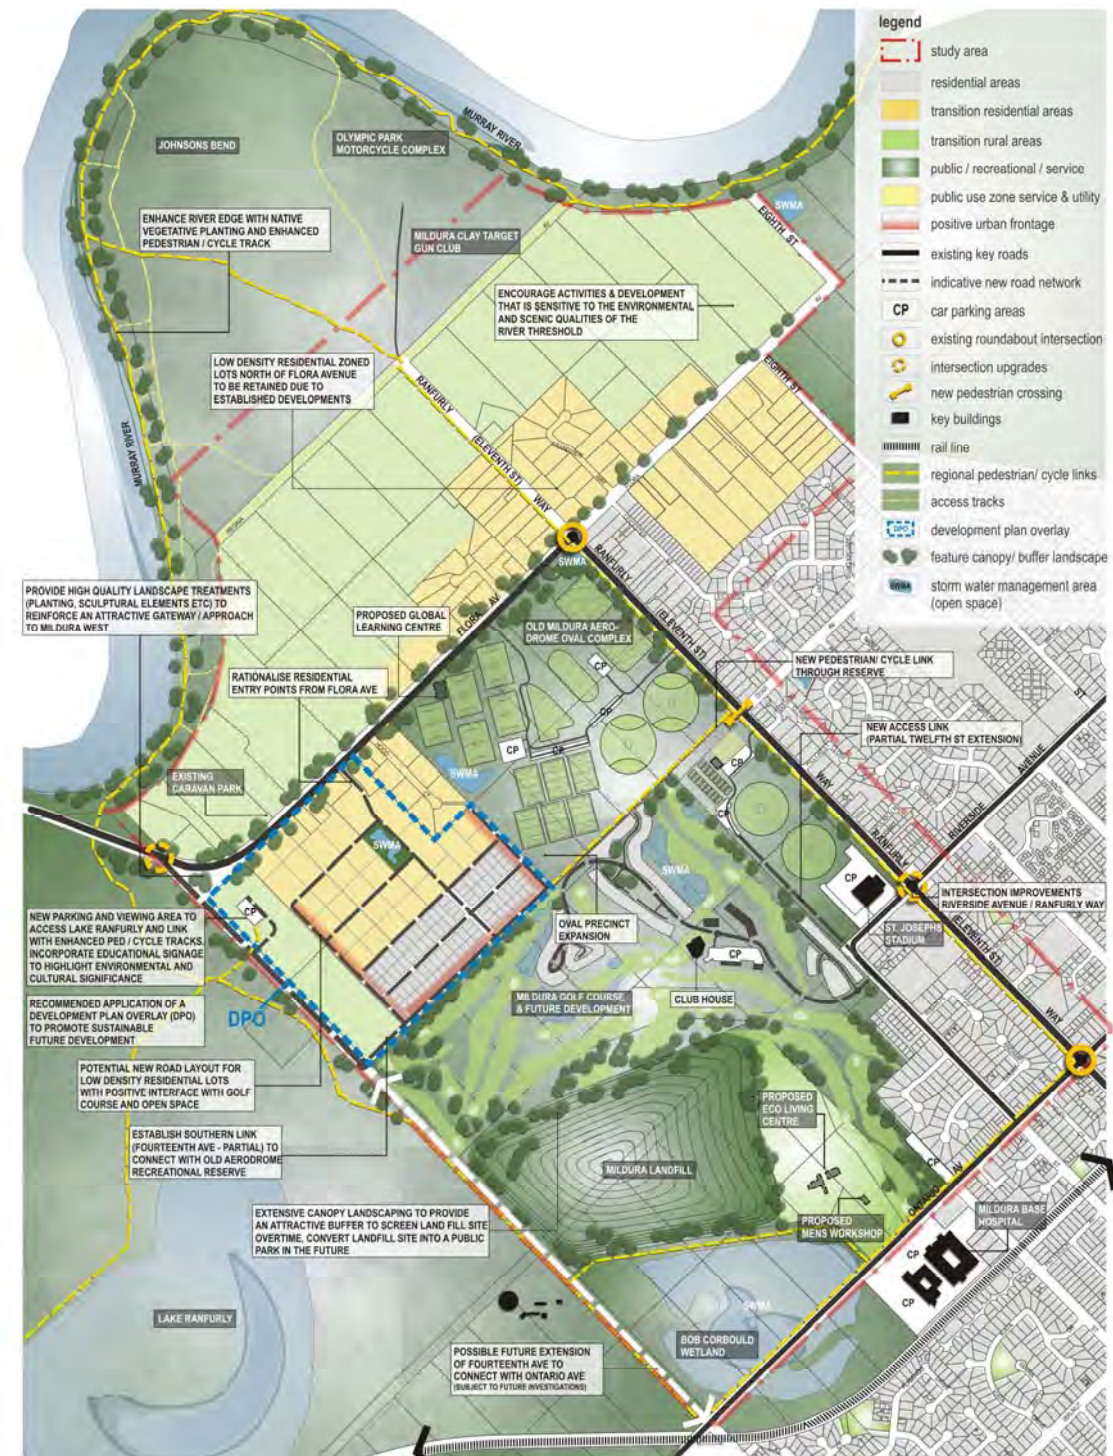 legend
study area
residential areas
transition residential areas
transition rural areas
public / recreational / service
public use zone service & utility
positive urban frontage
existing key roads
indicative new road network
CP
car parking areas
existing roundabout intersection
intersection upgrades
new pedestrian crossing
key buildings
rail line
regional pedestrian/ cycle links
access tracks
DPO
development plan overlay
feature canopy/ buffer landscape
SWMA
storm water management area
(open space)
JOHNSONS BEND
OLYMPIC PARK
MOTORCYCLE COMPLEX
MURRAY RIVER
SWMA
EIGHTH ST
ENHANCE RIVER EDGE WITH NATIVE
VEGETATIVE PLANTING AND ENHANCED
PEDESTRIAN / CYCLE TRACK
MILDURA CLAY TARGET
GUN CLUB
ENCOURAGE ACTIVITIES & DEVELOPMENT
THAT IS SENSITIVE TO THE ENVIRONMENTAL
AND SCENIC QUALITIES OF THE
RIVER THRESHOLD
LOW DENSITY RESIDENTIAL ZONED
LOTS NORTH OF FLORA AVENUE
TO BE RETAINED DUE TO
ESTABLISHED DEVELOPMENTS
EIGHTH ST
RANFURLY
(ELEVENTH ST)
WAY
MURRAY RIVER
SWMA
RANFURLY
(ELEVENTH ST)
WAY
PROVIDE HIGH QUALITY LANDSCAPE TREATMENTS
(PLANTING, SCULPTURAL ELEMENTS ETC) TO
REINFORCE AN ATTRACTIVE GATEWAY / APPROACH
TO MILDURA WEST
PROPOSED GLOBAL
LEARNING CENTRE
FLORA AV
OLD MILDURA AERO-
DROME OVAL COMPLEX
CP
NEW PEDESTRIAN/ CYCLE LINK
THROUGH RESERVE
RATIONALISE RESIDENTIAL
ENTRY POINTS FROM FLORA AVE
CP
CP
CP
CP
NEW ACCESS LINK
(PARTIAL TWELFTH ST EXTENSION)
ST
AVENUE
RIVERSIDE
EXISTING
CARAVAN PARK
SWMA
SWMA
CP
SWMA
RANFURLY
CP
INTERSECTION IMPROVEMENTS
RIVERSIDE AVENUE / RANFURLY WAY
(ELEVENTH ST)
WAY
ST. JOSEPHS
STADIUM
NEW PARKING AND VIEWING AREA TO
ACCESS LAKE RANFURLY AND LINK
WITH ENHANCED PED / CYCLE TRACKS.
INCORPORATE EDUCATIONAL SIGNAGE
TO HIGHLIGHT ENVIRONMENTAL AND
CULTURAL SIGNIFICANCE
CP
OVAL PRECINCT
EXPANSION
CP
MILDURA GOLF COURSE
& FUTURE DEVELOPMENT
CLUB HOUSE
RECOMMENDED APPLICATION OF A
DEVELOPMENT PLAN OVERLAY (DPO)
TO PROMOTE SUSTAINABLE
FUTURE DEVELOPMENT
DPO
POTENTIAL NEW ROAD LAYOUT FOR
LOW DENSITY RESIDENTIAL LOTS
WITH POSITIVE INTERFACE WITH GOLF
COURSE AND OPEN SPACE
ESTABLISH SOUTHERN LINK
(FOURTEENTH AVE - PARTIAL) TO
CONNECT WITH OLD AERODROME
RECREATIONAL RESERVE
PROPOSED
ECO LIVING
CENTRE
MILDURA LANDFILL
CP
ONTARIO AV
EXTENSIVE CANOPY LANDSCAPING TO PROVIDE
AN ATTRACTIVE BUFFER TO SCREEN LAND FILL SITE
OVERTIME, CONVERT LANDFILL SITE INTO A PUBLIC
PARK IN THE FUTURE
PROPOSED
MENS WORKSHOP
MILDURA BASE
HOSPITAL
CP
CP
LAKE RANFURLY
SWMA
BOB CORBOULD
WETLAND
POSSIBLE FUTURE EXTENSION
OF FOURTEENTH AVE TO
CONNECT WITH ONTARIO AVE
(SUBJECT TO FUTURE INVESTIGATIONS)